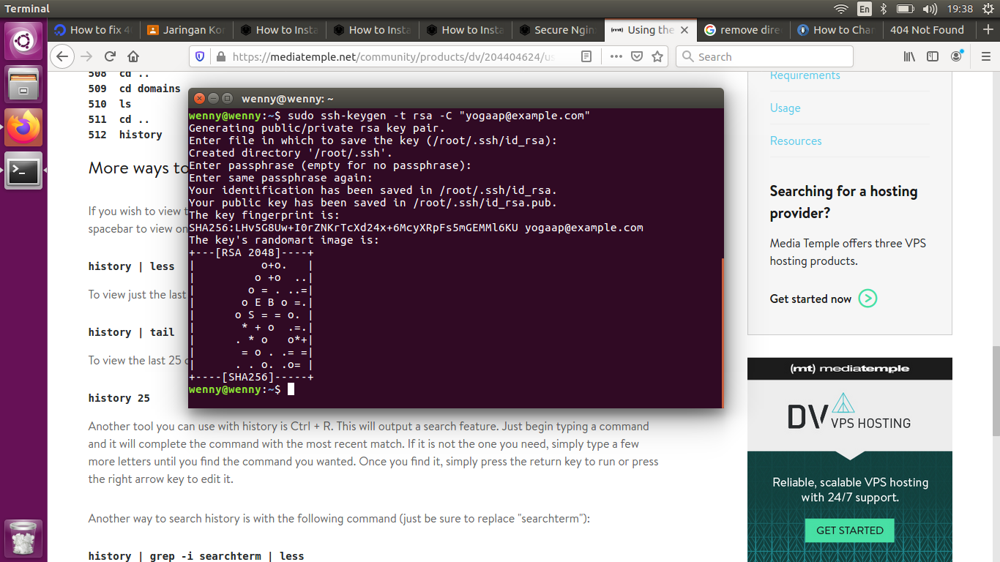 Terminal
En
19:38
How to fix 4
Jaringan Kor
How to Insta
How to Insta
How to Insta
Secure Ngin
Using the
remove dire
How to Char
404 Not Found
https://mediatemple.net/community/products/dv/204404624/us
Search
508 cd ..
509 cd domains
510 ls
511 cd ..
512 history
More ways to
If you wish to view t
spacebar to view on
history | less
To view just the last
history | tail
To view the last 25 c
history 25
Another tool you can use with history is Ctrl + R. This will output a search feature. Just begin typing a command
and it will complete the command with the most recent match. If it is not the one you need, simply type a few
more letters until you find the command you wanted. Once you find it, simply press the return key to run or press
the right arrow key to edit it.
Another way to search history is with the following command (just be sure to replace "searchterm"):
history | grep -i searchterm | less
wenny@wenny: ~
wenny@wenny:~$ sudo ssh-keygen -t rsa -C "yogaap@example.com"
Generating public/private rsa key pair.
Enter file in which to save the key (/root/.ssh/id_rsa):
Created directory '/root/.ssh'.
Enter passphrase (empty for no passphrase):
Enter same passphrase again:
Your identification has been saved in /root/.ssh/id_rsa.
Your public key has been saved in /root/.ssh/id_rsa.pub.
The key fingerprint is:
SHA256:LHv5G8Uw+I0rZNKrTcXd24x+6McyXRpFs5mGEMMl6KU yogaap@example.com
The key's randomart image is:
+---[RSA 2048]----+
|          o+o.   |
|         o +o  ..|
|        o = . ..=|
|       o E B o =.|
|      o S = = o. |
|       * + o  .=.|
|      . * o   o*+|
|       = o . .= =|
|      . . o. .o= |
+----[SHA256]-----+
wenny@wenny:~$
Requirements
Usage
Resources
Searching for a hosting
provider?
Media Temple offers three VPS
hosting products.
Get started now
(mt) mediatemple
DV VPS HOSTING
Reliable, scalable VPS hosting
with 24/7 support.
GET STARTED